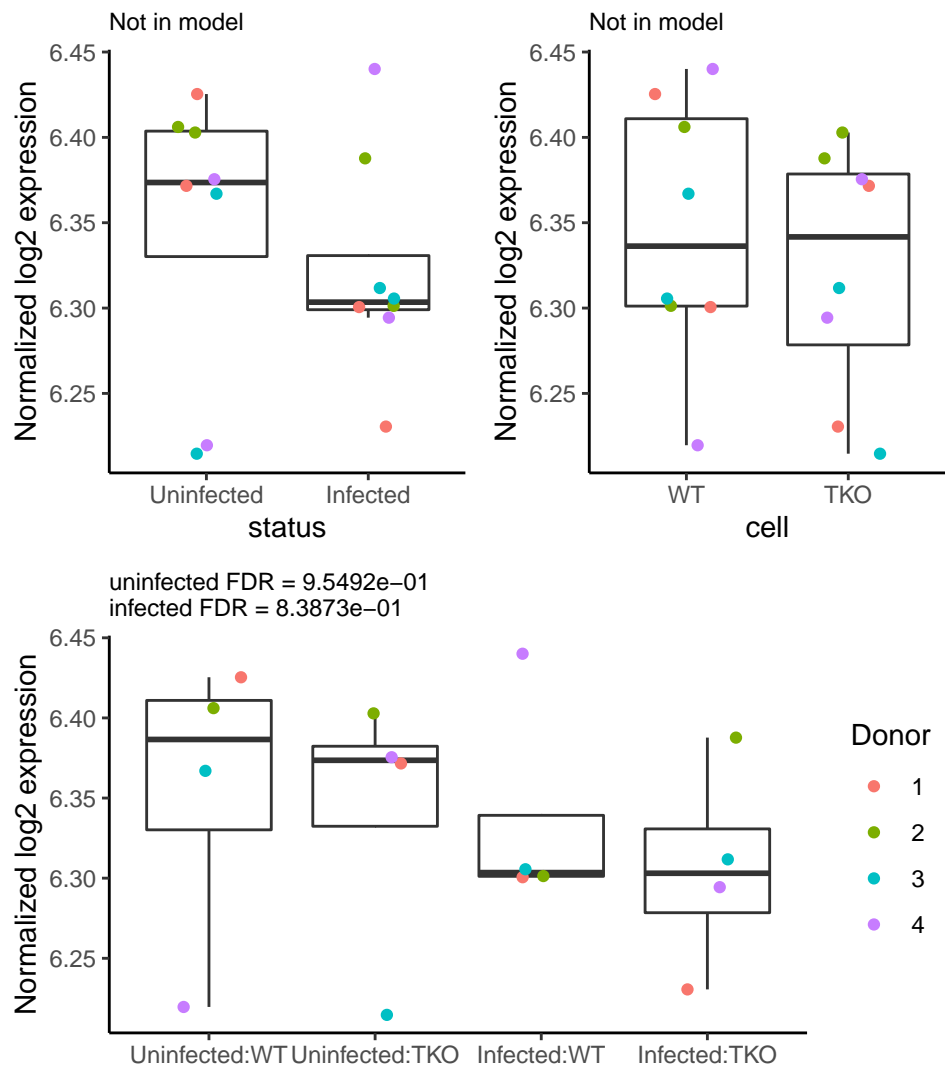 Not in model
Normalized log2 expression
6.45
6.40
6.35
6.30
6.25
Uninfected Infected
status
Not in model
Normalized log2 expression
6.45
6.40
6.35
6.30
6.25
WT TKO
cell
uninfected FDR = 9.5492e−01
infected FDR = 8.3873e−01
Normalized log2 expression
6.45
6.40
6.35
6.30
6.25
Uninfected:WT Uninfected:TKO Infected:WT Infected:TKO
Donor
1
2
3
4